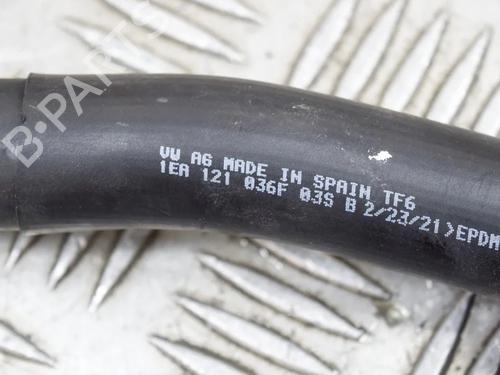 B-PARTS
VW AG MADE IN SPAIN TF6
1EA 121 036F 03S B 2/23/21 >EPDM